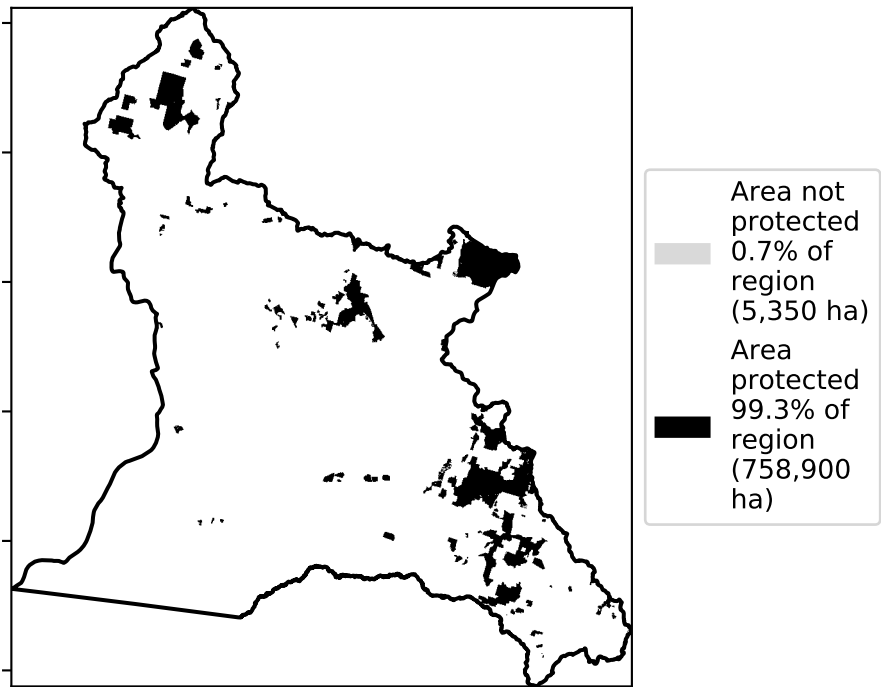 Area not
protected
0.7% of
region
(5,350 ha)
Area
protected
99.3% of
region
(758,900
ha)